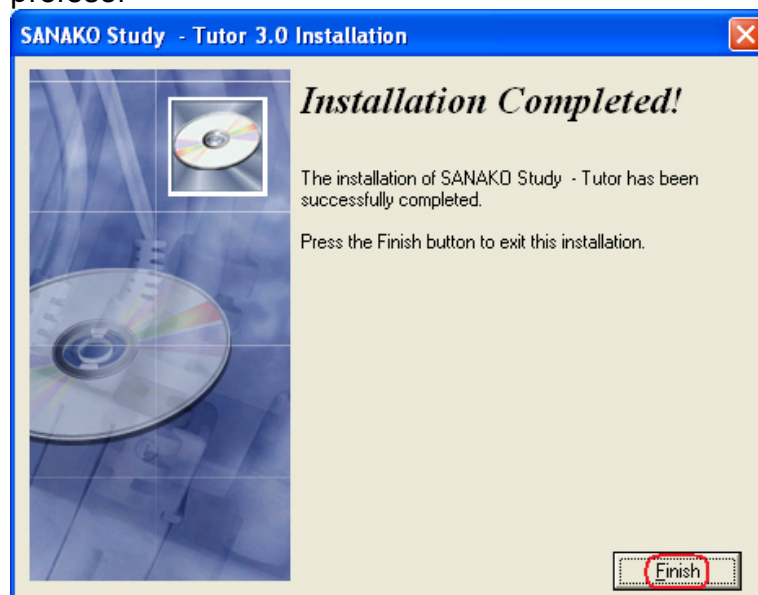 profesor
SANAKO Study - Tutor 3.0 Installation
Installation Completed!
The installation of SANAKO Study - Tutor has been
successfully completed.
Press the Finish button to exit this installation.
Finish